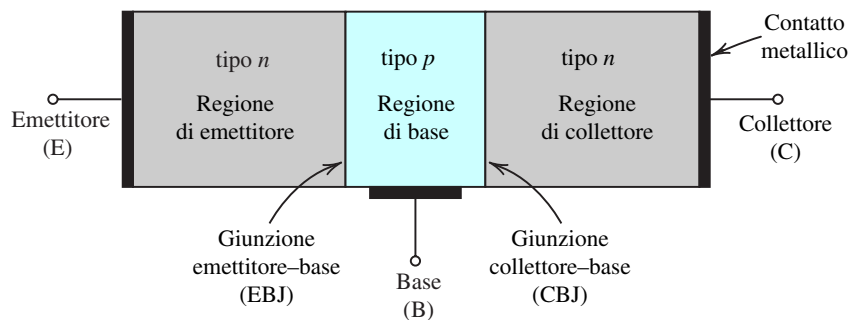 tipo n
Regione
di emettitore
tipo p
Regione
di base
tipo n
Regione
di collettore
Contatto
metallico
Emettitore
(E)
Collettore
(C)
Giunzione
emettitore–base
(EBJ)
Base
(B)
Giunzione
collettore–base
(CBJ)